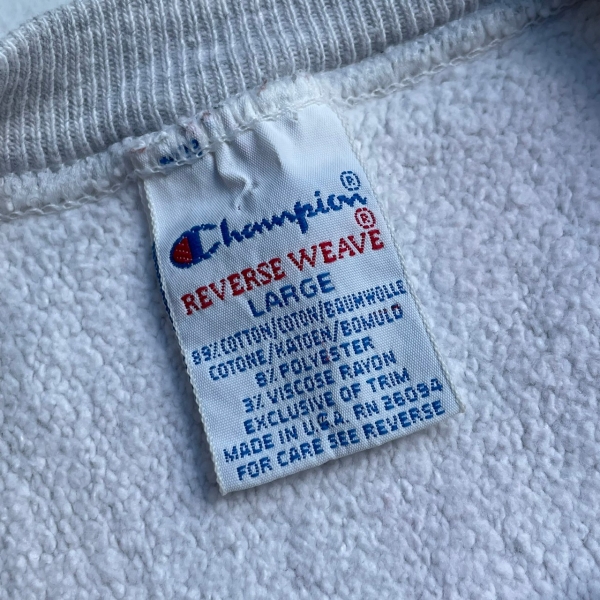 Champion®
REVERSE WEAVE®
LARGE
89% COTTON/COTON/BAUMWOLLE
COTONE/KATOEN/BOMULD
8% POLYESTER
3% VISCOSE RAYON
EXCLUSIVE OF TRIM
MADE IN U.S.A. RN 26094
FOR CARE SEE REVERSE